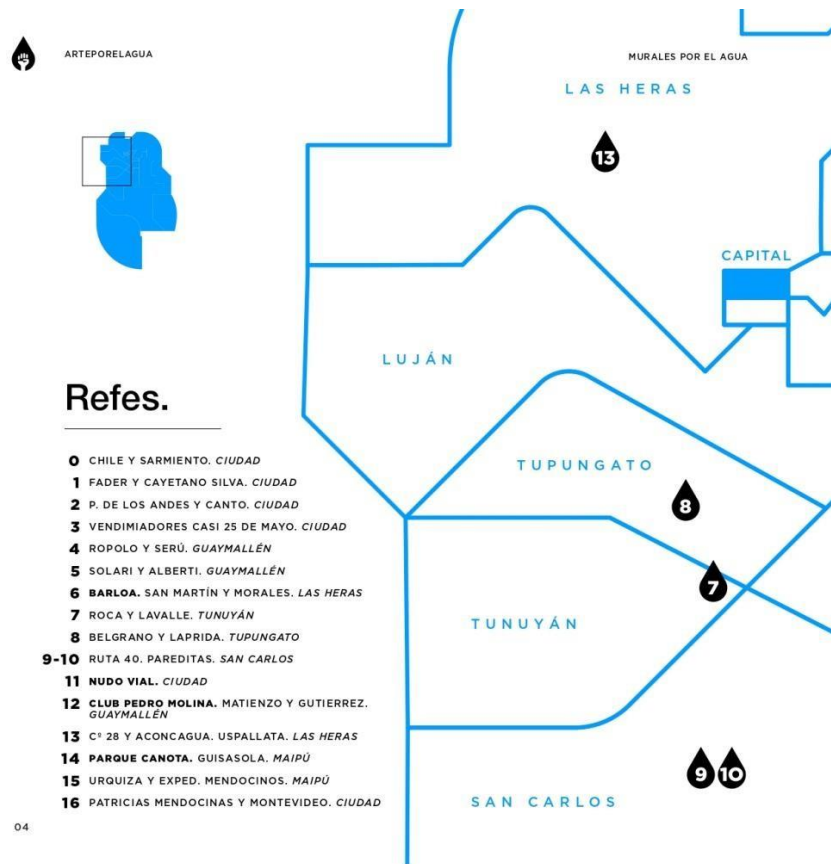 ARTEPORELAGUA
MURALES POR EL AGUA
LAS HERAS
13
CAPITAL
LUJÁN
Refes.
TUPUNGATO
8
7
TUNUYÁN
9 10
SAN CARLOS
0 CHILE Y SARMIENTO. CIUDAD
1 FADER Y CAYETANO SILVA. CIUDAD
2 P. DE LOS ANDES Y CANTO. CIUDAD
3 VENDIMIADORES CASI 25 DE MAYO. CIUDAD
4 ROPOLO Y SERÚ. GUAYMALLÉN
5 SOLARI Y ALBERTI. GUAYMALLÉN
6 BARLOA. SAN MARTÍN Y MORALES. LAS HERAS
7 ROCA Y LAVALLE. TUNUYÁN
8 BELGRANO Y LAPRIDA. TUPUNGATO
9-10 RUTA 40. PAREDITAS. SAN CARLOS
11 NUDO VIAL. CIUDAD
12 CLUB PEDRO MOLINA. MATIENZO Y GUTIERREZ.
GUAYMALLÉN
13 Cº 28 Y ACONCAGUA. USPALLATA. LAS HERAS
14 PARQUE CANOTA. GUISASOLA. MAIPÚ
15 URQUIZA Y EXPED. MENDOCINOS. MAIPÚ
16 PATRICIAS MENDOCINAS Y MONTEVIDEO. CIUDAD
04